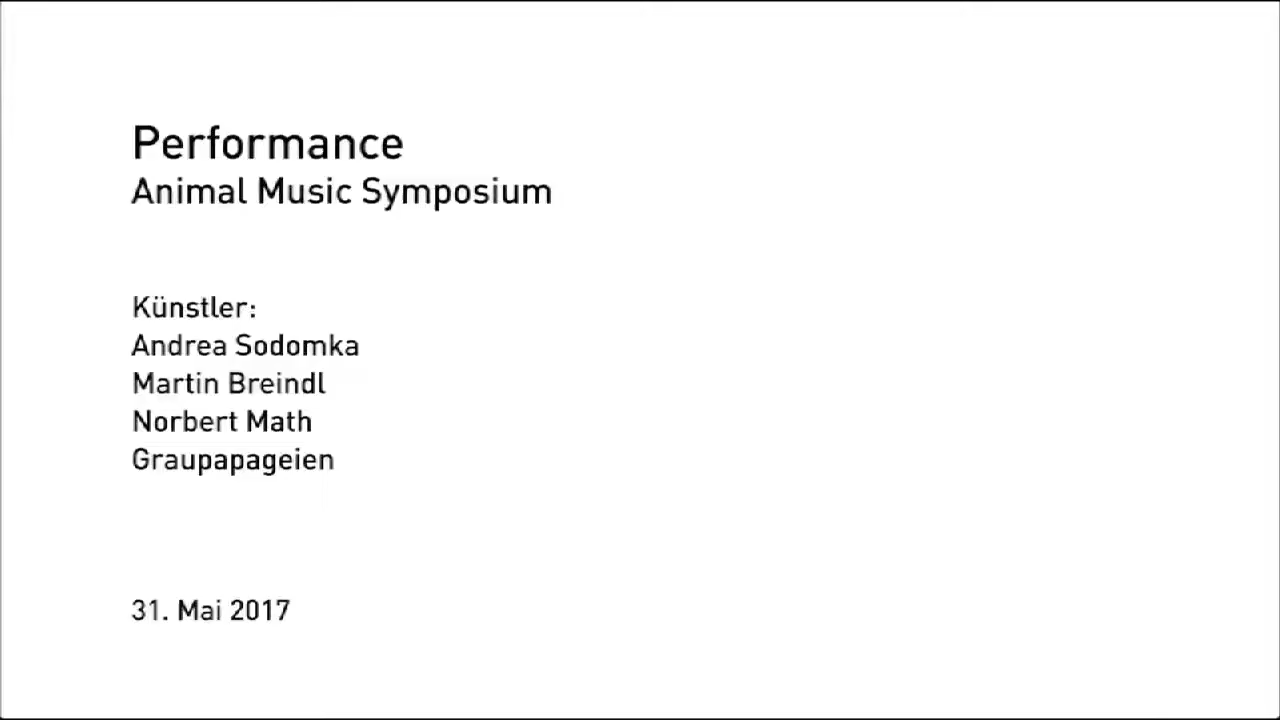 Performance
Animal Music Symposium
Künstler:
Andrea Sodomka
Martin Breindl
Norbert Math
Graupapageien
31. Mai 2017